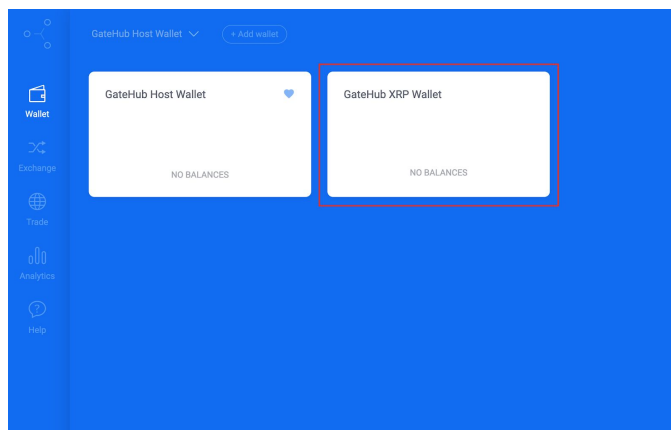 GateHub Host Wallet
+ Add wallet
GateHub Host Wallet
GateHub XRP Wallet
NO BALANCES
NO BALANCES
Wallet
Exchange
Trade
Analytics
?
Help